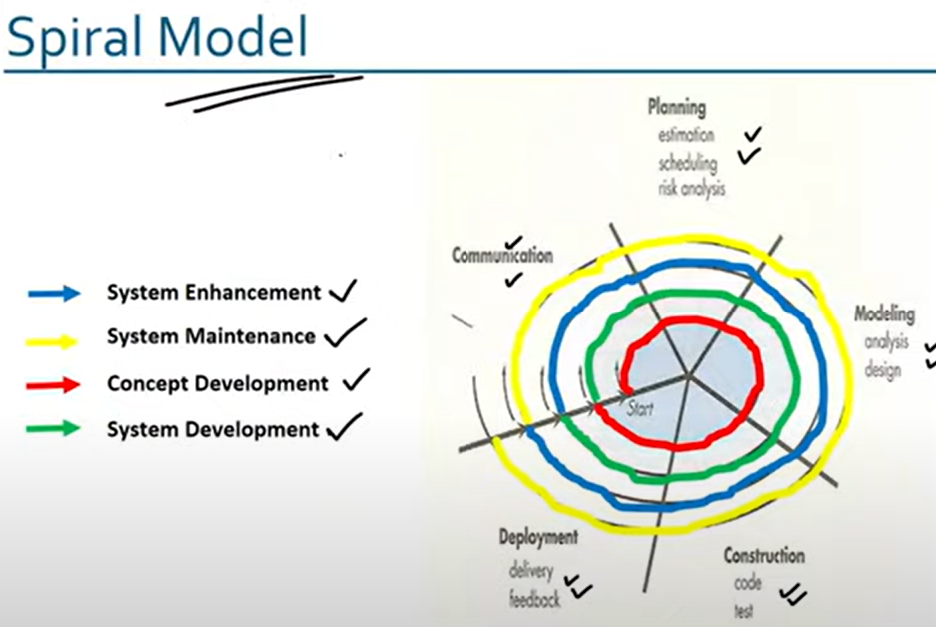 Spiral Model
Planning
estimation
scheduling
risk analysis
Communication
System Enhancement
System Maintenance
Concept Development
System Development
Modeling
analysis
design
Start
Deployment
delivery
feedback
Construction
code
test